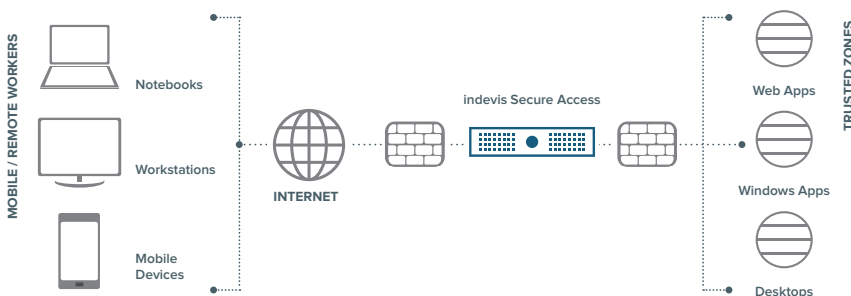 MOBILE / REMOTE WORKERS
Notebooks
Workstations
Mobile
Devices
INTERNET
indevis Secure Access
Web Apps
Windows Apps
Desktops
TRUSTED ZONES